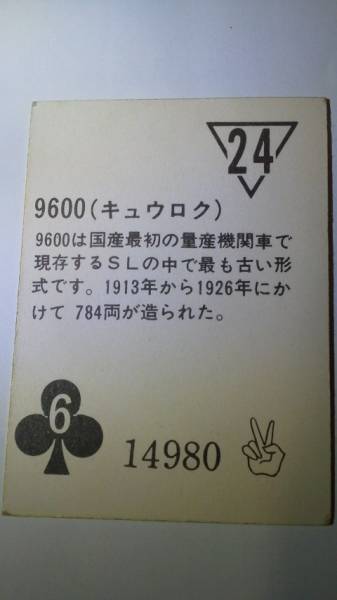 24
9600(キュウロク)
9600は国産最初の量産機関車で
現存するSLの中で最も古い形
式です。1913年から1926年にか
けて 784両が造られた。
6
14980